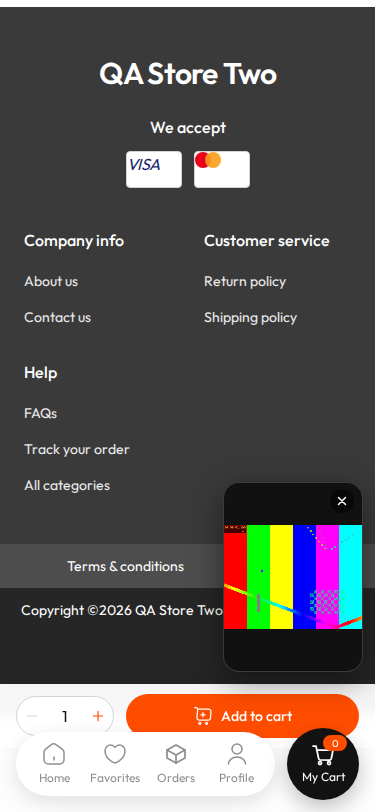 QA Store Two
We accept
VISA
Company info
Customer service
About us
Return policy
Contact us
Shipping policy
Help
FAQs
Track your order
All categories
Terms & conditions
Copyright ©2026 QA Store Two
1
Add to cart
0
Home
Favorites
Orders
Profile
My Cart